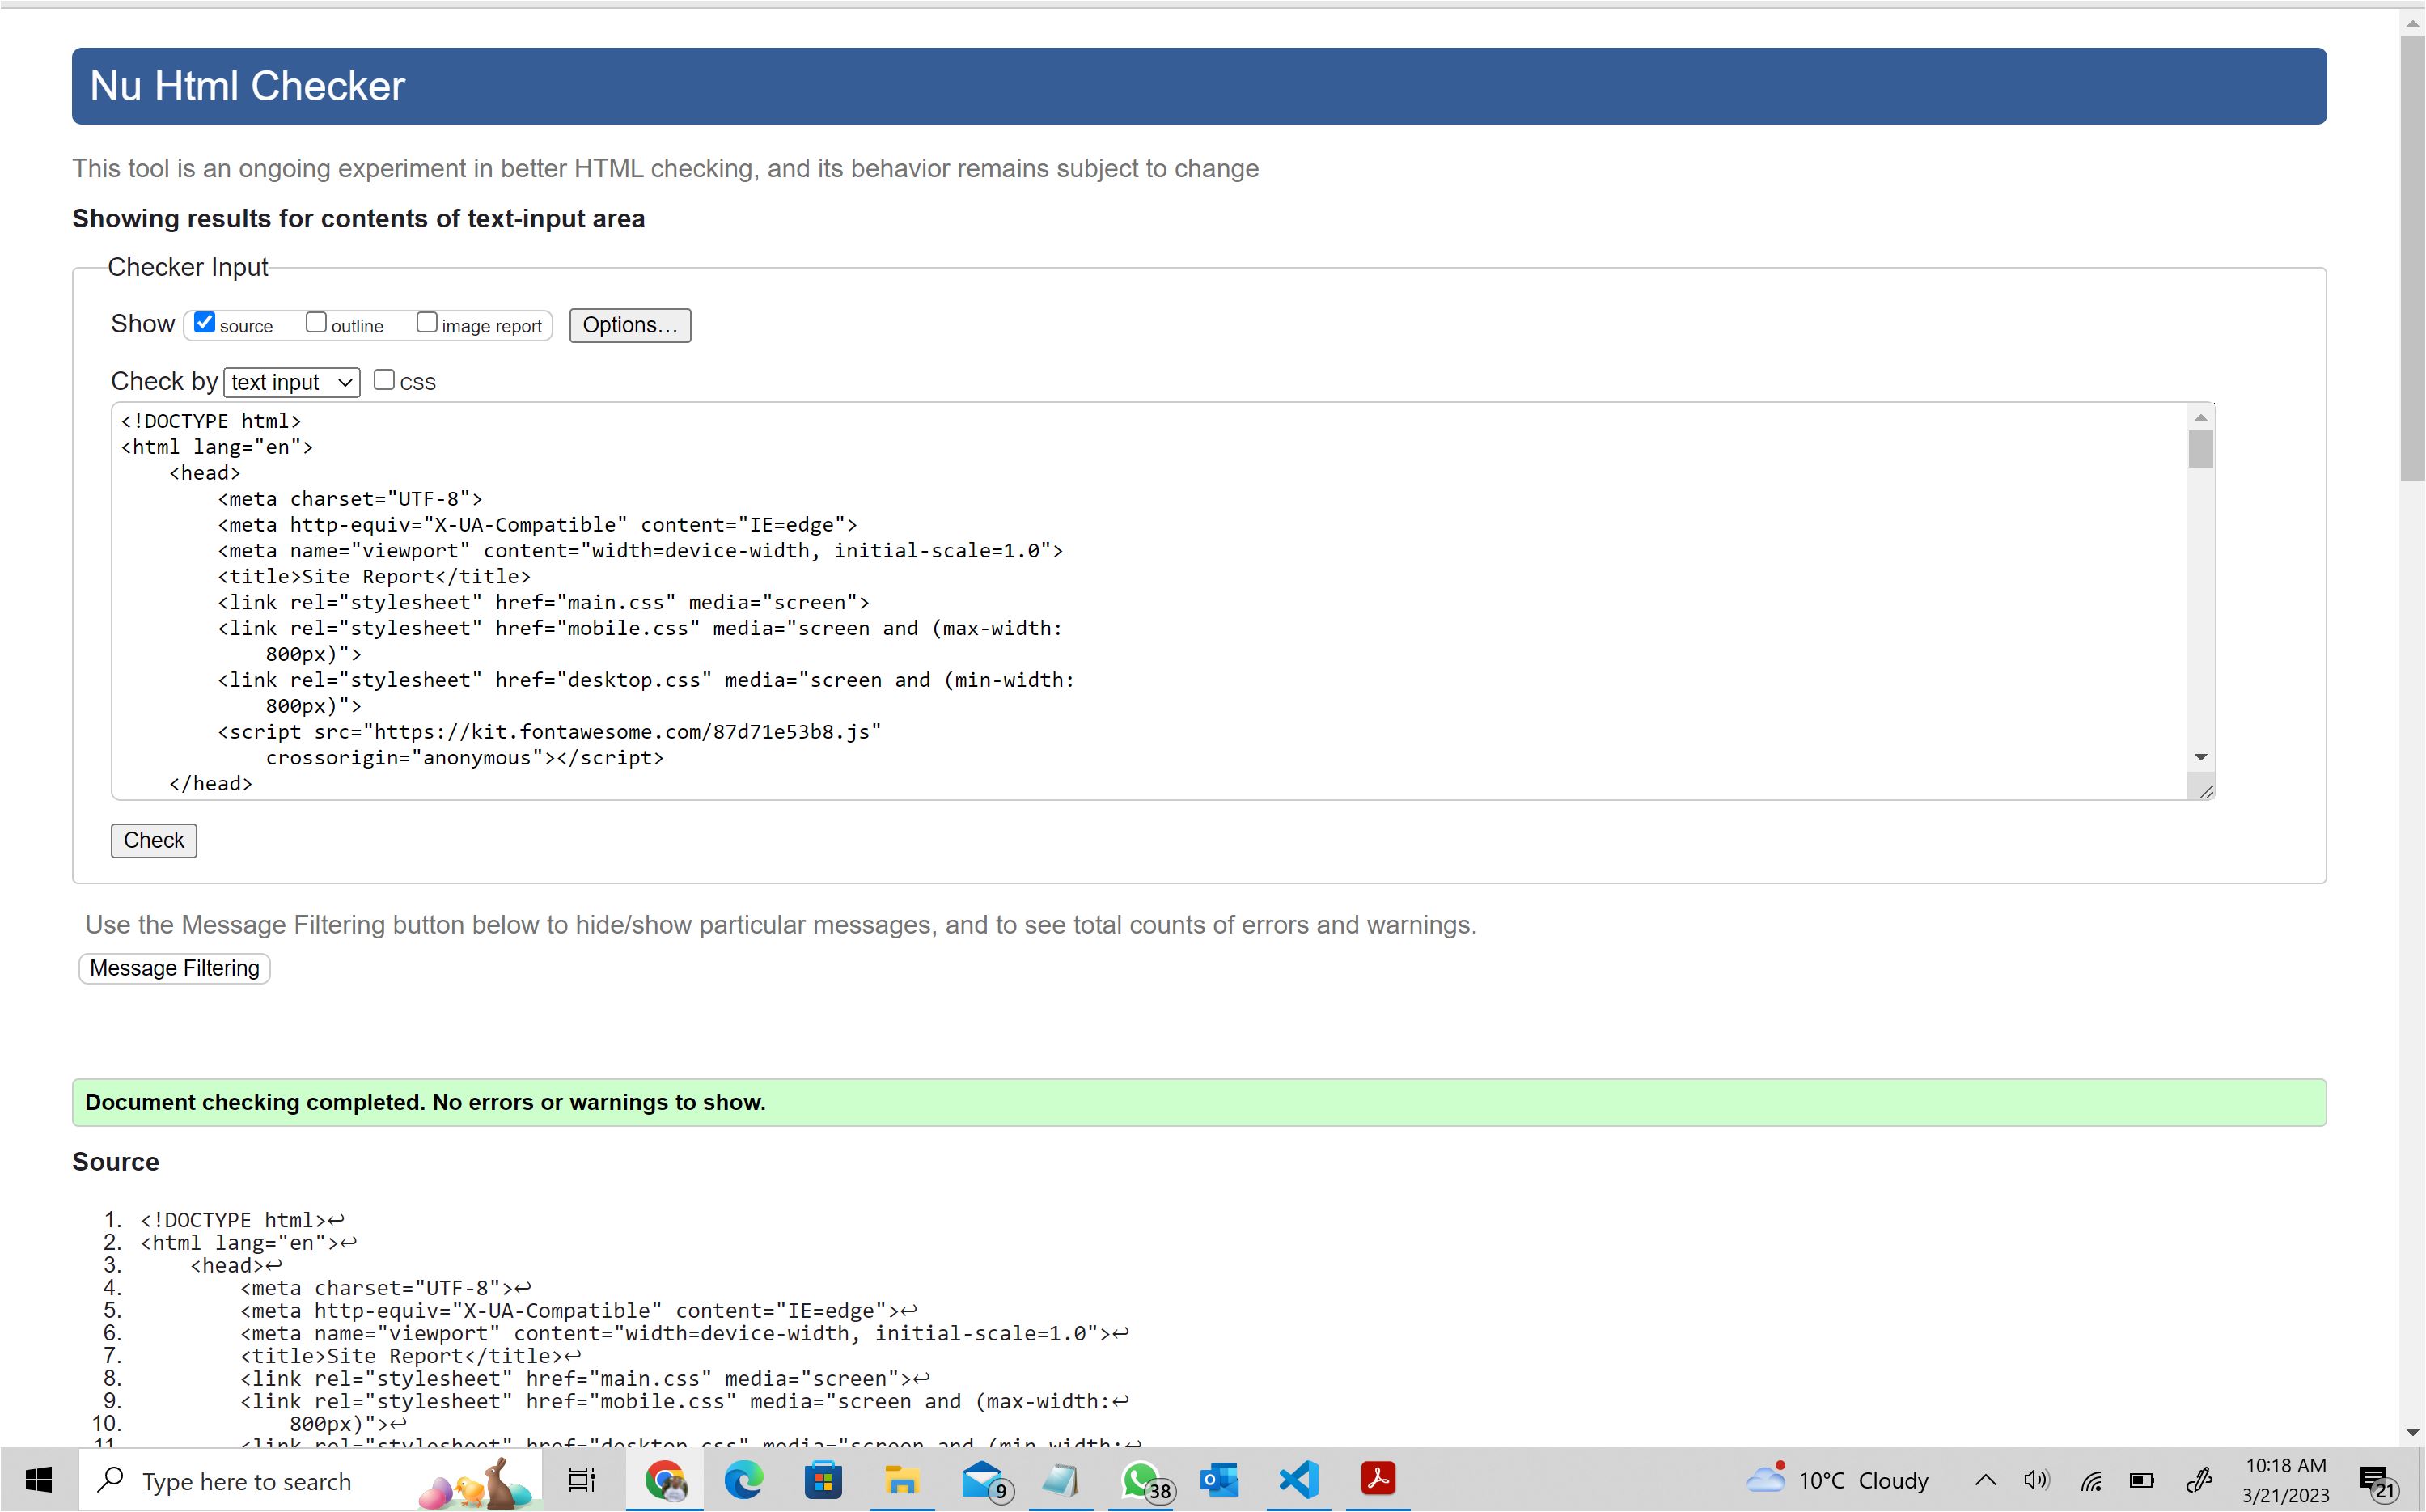 Nu Html Checker
This tool is an ongoing experiment in better HTML checking, and its behavior remains subject to change
Showing results for contents of text-input area
Checker Input
Show source outline image report Options...
Check by text input CSS
<!DOCTYPE html>
<html lang="en">
    <head>
        <meta charset="UTF-8">
        <meta http-equiv="X-UA-Compatible" content="IE=edge">
        <meta name="viewport" content="width=device-width, initial-scale=1.0">
        <title>Site Report</title>
        <link rel="stylesheet" href="main.css" media="screen">
        <link rel="stylesheet" href="mobile.css" media="screen and (max-width:
            800px)">
        <link rel="stylesheet" href="desktop.css" media="screen and (min-width:
            800px)">
        <script src="https://kit.fontawesome.com/87d71e53b8.js"
            crossorigin="anonymous"></script>
    </head>
Check
Use the Message Filtering button below to hide/show particular messages, and to see total counts of errors and warnings.
Message Filtering
Document checking completed. No errors or warnings to show.
Source
1. <!DOCTYPE html>↩
2. <html lang="en">↩
3.     <head>↩
4.         <meta charset="UTF-8">↩
5.         <meta http-equiv="X-UA-Compatible" content="IE=edge">↩
6.         <meta name="viewport" content="width=device-width, initial-scale=1.0">↩
7.         <title>Site Report</title>↩
8.         <link rel="stylesheet" href="main.css" media="screen">↩
9.         <link rel="stylesheet" href="mobile.css" media="screen and (max-width:↩
10.             800px)">↩
11.         <link rel="stylesheet" href="desktop.css" media="screen and (min-width:↩
Type here to search
9
38
10°C Cloudy
10:18 AM
3/21/2023
21